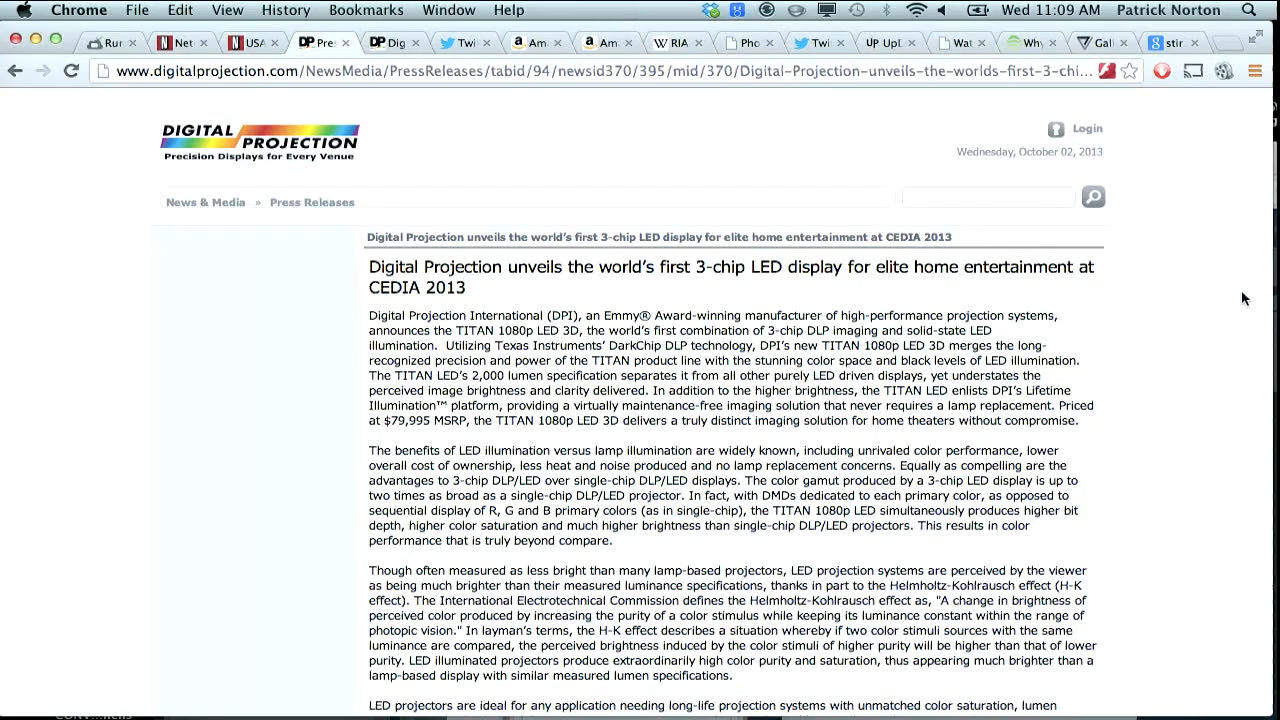 Chrome File Edit View History Bookmarks Window Help Wed 11:09 AM Patrick Norton
Rur Net USA Pre: Dig Twi Am Am RIA Pho Twi UP UpD Wat Why Gall stir
www.digitalprojection.com/NewsMedia/PressReleases/tabid/94/newsid370/395/mid/370/Digital-Projection-unveils-the-worlds-first-3-chi...
DIGITAL PROJECTION
Precision Displays for Every Venue
Login
Wednesday, October 02, 2013
News & Media » Press Releases
Digital Projection unveils the world's first 3-chip LED display for elite home entertainment at CEDIA 2013
Digital Projection unveils the world's first 3-chip LED display for elite home entertainment at
CEDIA 2013
Digital Projection International (DPI), an Emmy® Award-winning manufacturer of high-performance projection systems,
announces the TITAN 1080p LED 3D, the world's first combination of 3-chip DLP imaging and solid-state LED
illumination. Utilizing Texas Instruments' DarkChip DLP technology, DPI's new TITAN 1080p LED 3D merges the long-
recognized precision and power of the TITAN product line with the stunning color space and black levels of LED illumination.
The TITAN LED's 2,000 lumen specification separates it from all other purely LED driven displays, yet understates the
perceived image brightness and clarity delivered. In addition to the higher brightness, the TITAN LED enlists DPI's Lifetime
Illumination™ platform, providing a virtually maintenance-free imaging solution that never requires a lamp replacement. Priced
at $79,995 MSRP, the TITAN 1080p LED 3D delivers a truly distinct imaging solution for home theaters without compromise.
The benefits of LED illumination versus lamp illumination are widely known, including unrivaled color performance, lower
overall cost of ownership, less heat and noise produced and no lamp replacement concerns. Equally as compelling are the
advantages to 3-chip DLP/LED over single-chip DLP/LED displays. The color gamut produced by a 3-chip LED display is up to
two times as broad as a single-chip DLP/LED projector. In fact, with DMDs dedicated to each primary color, as opposed to
sequential display of R, G and B primary colors (as in single-chip), the TITAN 1080p LED simultaneously produces higher bit
depth, higher color saturation and much higher brightness than single-chip DLP/LED projectors. This results in color
performance that is truly beyond compare.
Though often measured as less bright than many lamp-based projectors, LED projection systems are perceived by the viewer
as being much brighter than their measured luminance specifications, thanks in part to the Helmholtz-Kohlrausch effect (H-K
effect). The International Electrotechnical Commission defines the Helmholtz-Kohlrausch effect as, "A change in brightness of
perceived color produced by increasing the purity of a color stimulus while keeping its luminance constant within the range of
photopic vision." In layman's terms, the H-K effect describes a situation whereby if two color stimuli sources with the same
luminance are compared, the perceived brightness induced by the color stimuli of higher purity will be higher than that of lower
purity. LED illuminated projectors produce extraordinarily high color purity and saturation, thus appearing much brighter than a
lamp-based display with similar measured lumen specifications.
LED projectors are ideal for any application needing long-life projection systems with unmatched color saturation, lumen